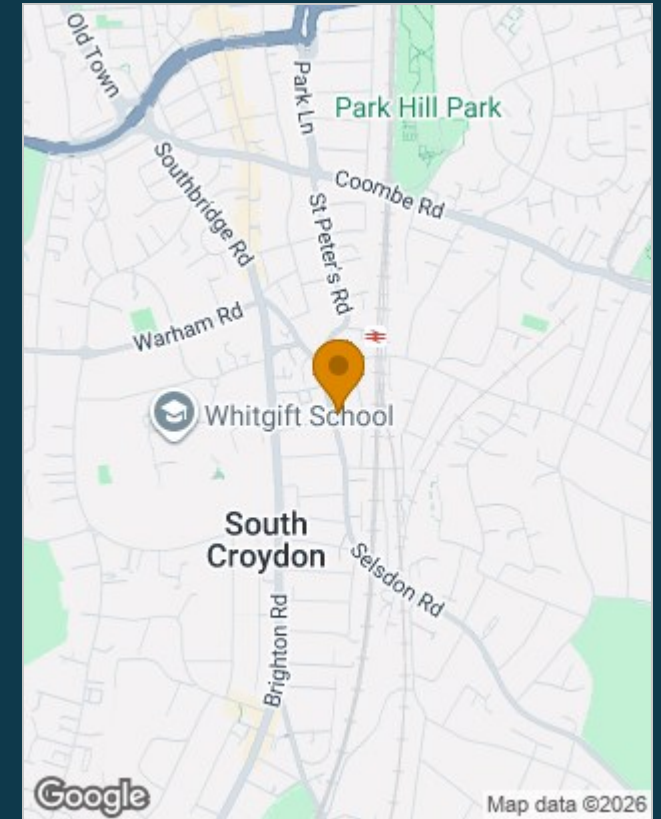 Old Town
Park Ln
Park Hill Park
Southbridge Rd
Coombe Rd
St Peter's Rd
Warham Rd
Whitgift School
South
Croydon
Selsdon Rd
Brighton Rd
Google
Map data ©2026